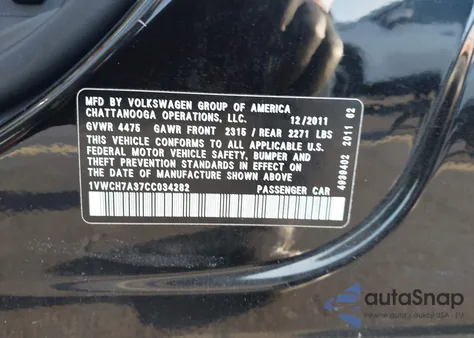 MFD BY VOLKSWAGEN GROUP OF AMERICA
CHATTANOOGA OPERATIONS, LLC. 12/2011
GVWR 4475 GAWR FRONT 2315 / REAR 2271 LBS
THIS VEHICLE CONFORMS TO ALL APPLICABLE U.S.
FEDERAL MOTOR VEHICLE SAFETY, BUMPER AND
THEFT PREVENTION STANDARDS IN EFFECT ON
THE DATE OF MANUFACTURE SHOWN ABOVE
1VWCH7A37CC034282 PASSENGER CAR
4039402 2011 02
autoSnap